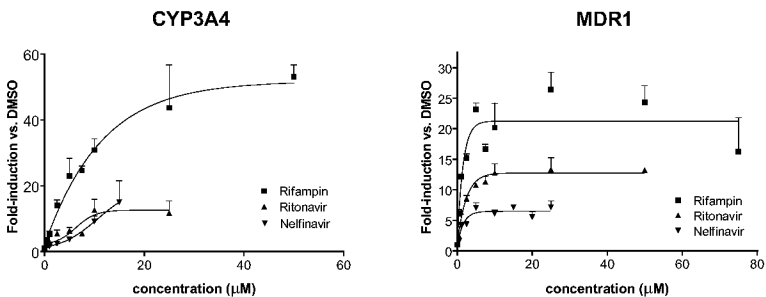 CYP3A4
MDR1
Fold-induction vs. DMSO
60
40
20
0
0
20
40
60
concentration (μM)
Rifampin
Ritonavir
Nelfinavir
Fold-induction vs. DMSO
30
25
20
15
10
5
0
0
20
40
60
80
concentration (μM)
Rifampin
Ritonavir
Nelfinavir